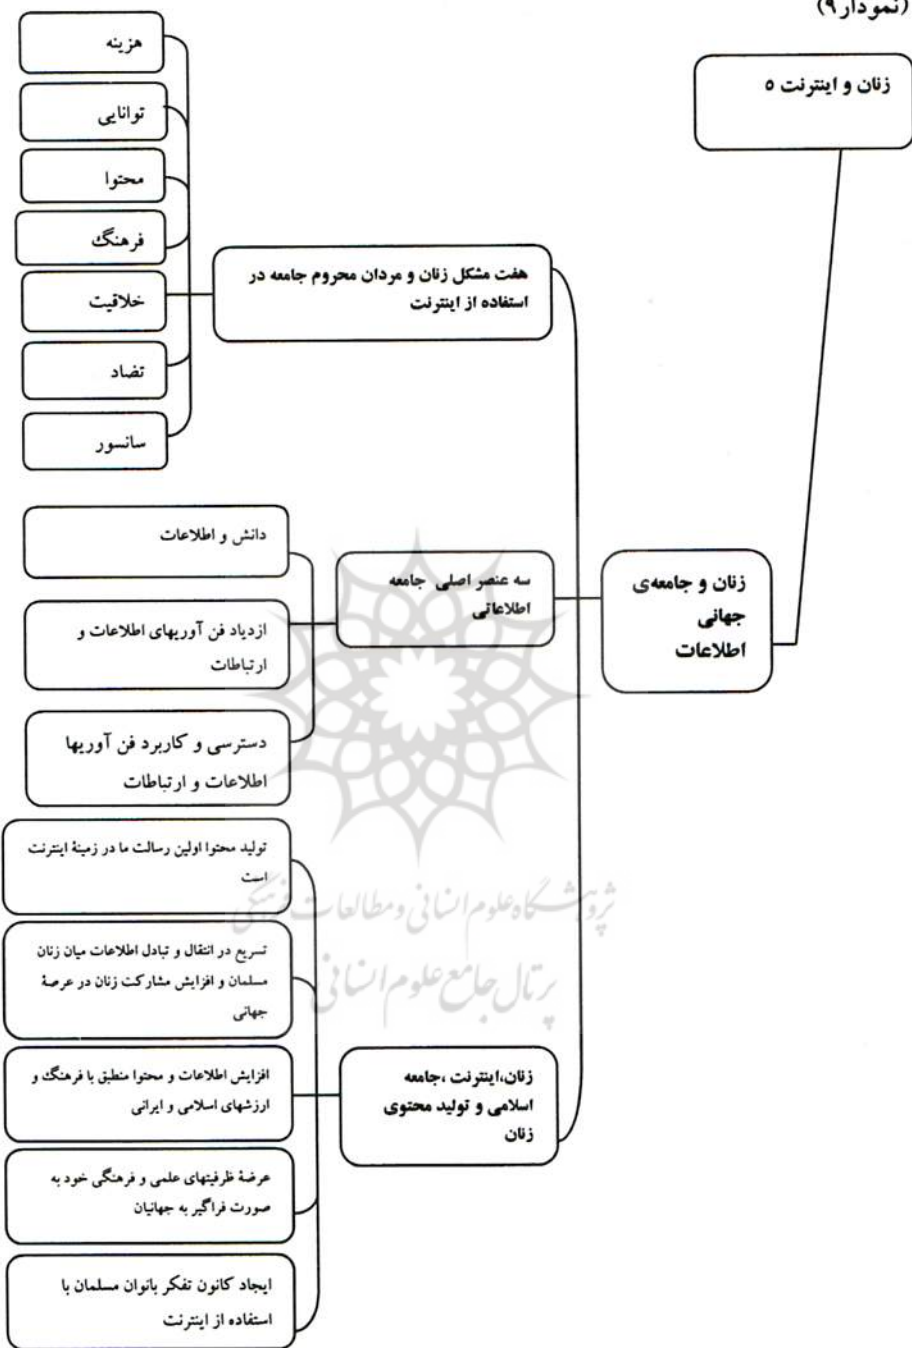 (نمودار۹)
زنان و اینترنت ۵
زنان و جامعه‌ی
جهانی
اطلاعات
هفت مشکل زنان و مردان محروم جامعه در
استفاده از اینترنت
هزینه
توانایی
محتوا
فرهنگ
خلاقیت
تضاد
سانسور
سه عنصر اصلی جامعه
اطلاعاتی
دانش و اطلاعات
ازدیاد فن آوریهای اطلاعات و
ارتباطات
دسترسی و کاربرد فن آوریها
اطلاعات و ارتباطات
زنان،اینترنت ،جامعه
اسلامی و تولید محتوی
زنان
تولید محتوا اولین رسالت ما در زمینۀ اینترنت
است
تسریع در انتقال و تبادل اطلاعات میان زنان
مسلمان و افزایش مشارکت زنان در عرصۀ
جهانی
افزایش اطلاعات و محتوا منطبق با فرهنگ و
ارزشهای اسلامی و ایرانی
عرضۀ ظرفیتهای علمی و فرهنگی خود به
صورت فراگیر به جهانیان
ایجاد کانون تفکر بانوان مسلمان با
استفاده از اینترنت
پژوهشگاه علوم انسانی و مطالعات فرهنگی
پرتال جامع علوم انسانی